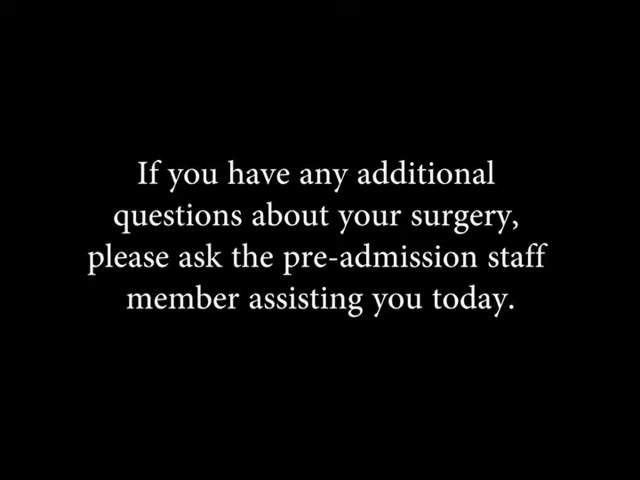 If you have any additional
questions about your surgery,
please ask the pre-admission staff
member assisting you today.